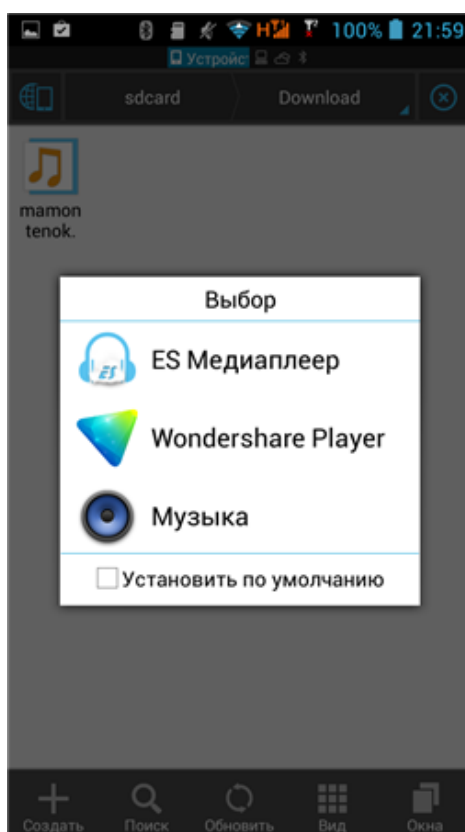 100% 21:59
Устройс
sdcard Download
mamon
tenok.
Выбор
ES Медиаплеер
Wondershare Player
Музыка
Установить по умолчанию
Создать Поиск Обновить Вид Окна